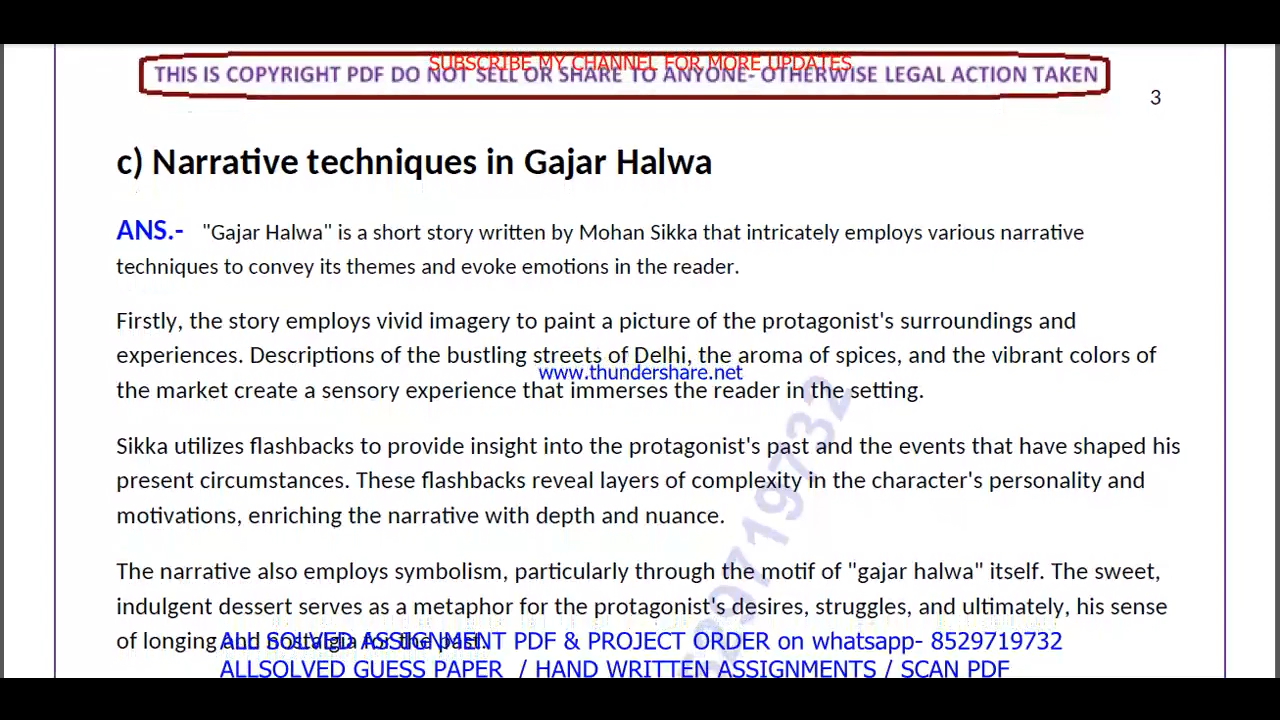 SUBSCRIBE MY CHANNEL FOR MORE UPDATES
THIS IS COPYRIGHT PDF DO NOT SELL OR SHARE TO ANYONE- OTHERWISE LEGAL ACTION TAKEN
3
c) Narrative techniques in Gajar Halwa
ANS.- "Gajar Halwa" is a short story written by Mohan Sikka that intricately employs various narrative
techniques to convey its themes and evoke emotions in the reader.
Firstly, the story employs vivid imagery to paint a picture of the protagonist's surroundings and
experiences. Descriptions of the bustling streets of Delhi, the aroma of spices, and the vibrant colors of
www.thundershare.net
the market create a sensory experience that immerses the reader in the setting.
Sikka utilizes flashbacks to provide insight into the protagonist's past and the events that have shaped his
present circumstances. These flashbacks reveal layers of complexity in the character's personality and
motivations, enriching the narrative with depth and nuance.
The narrative also employs symbolism, particularly through the motif of "gajar halwa" itself. The sweet,
indulgent dessert serves as a metaphor for the protagonist's desires, struggles, and ultimately, his sense
of longing and nostalgia for the past.
ALL SOLVED ASSIGNMENT PDF & PROJECT ORDER on whatsapp- 8529719732
ALLSOLVED GUESS PAPER / HAND WRITTEN ASSIGNMENTS / SCAN PDF